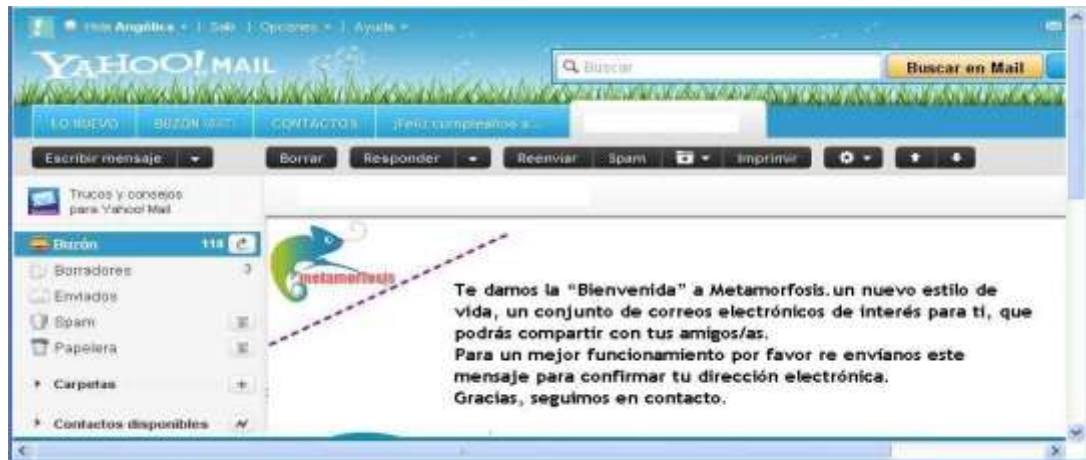 Hola Angélica | Salir | Opciones | Ayuda
YAHOO! MAIL
Buscar
Buscar en Mail
LO NUEVO BUZÓN CONTACTOS ¡Feliz cumpleaños a...
Escribir mensaje Borrar Responder Reenviar Spam Imprimir
Trucos y consejos
para Yahoo! Mail
Buzón 118
Borradores 3
Enviados
Spam
Papelera
Carpetas +
Contactos disponibles
metamorfosis
Te damos la “Bienvenida” a Metamorfosis.un nuevo estilo de
vida, un conjunto de correos electrónicos de interés para ti, que
podrás compartir con tus amigos/as.
Para un mejor funcionamiento por favor re envíanos este
mensaje para confirmar tu dirección electrónica.
Gracias, seguimos en contacto.